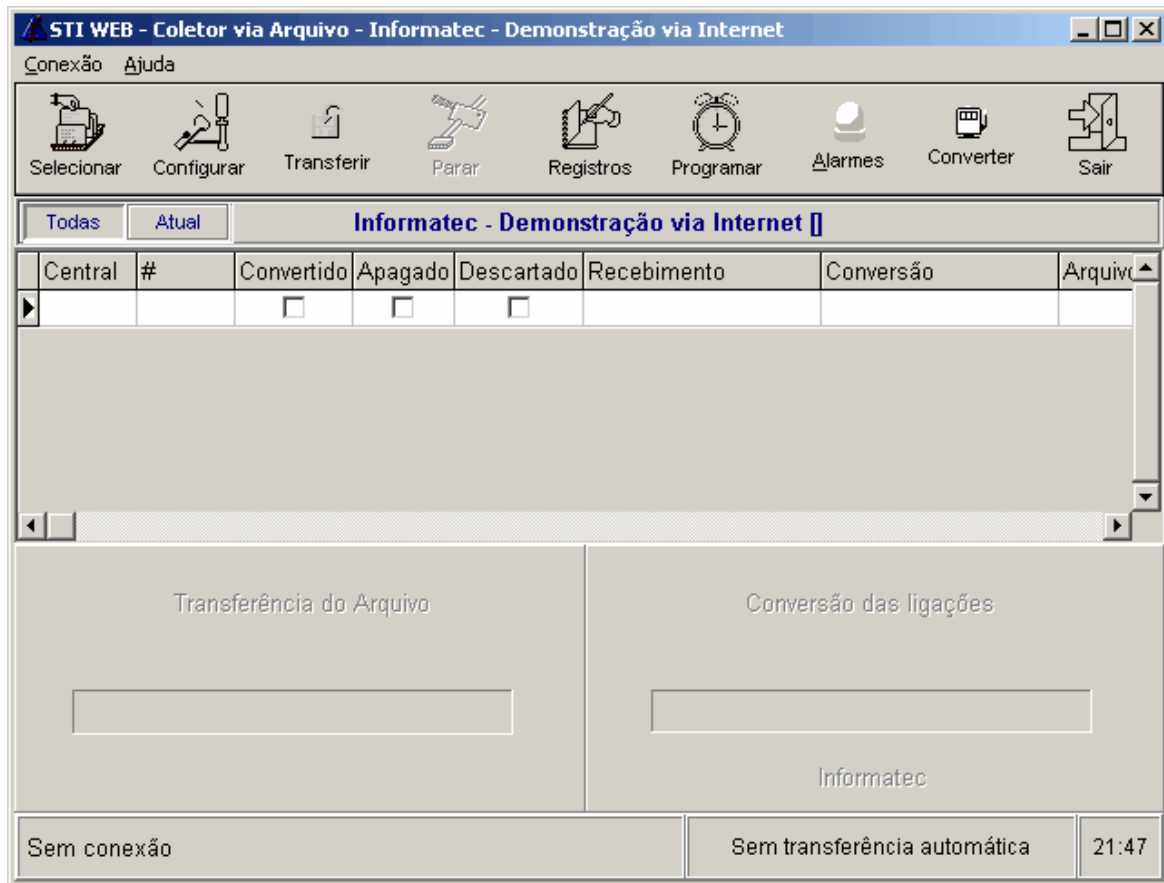 STI WEB - Coletor via Arquivo - Informatec - Demonstração via Internet
Conexão Ajuda
Selecionar Configurar Transferir Parar Registros Programar Alarmes Converter Sair
Todas Atual Informatec - Demonstração via Internet []
Central # Convertido Apagado Descartado Recebimento Conversão Arquivo
Transferência do Arquivo Conversão das ligações
Informatec
Sem conexão Sem transferência automática 21:47